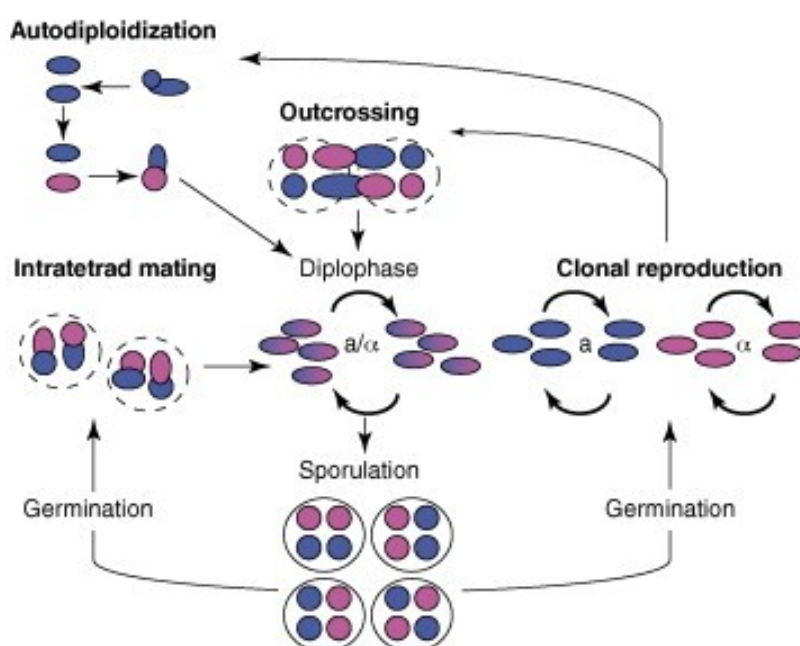 Autodiploidization
Outcrossing
Intratetrad mating
Diplophase
Clonal reproduction
a/α
a
α
Sporulation
Germination
Germination